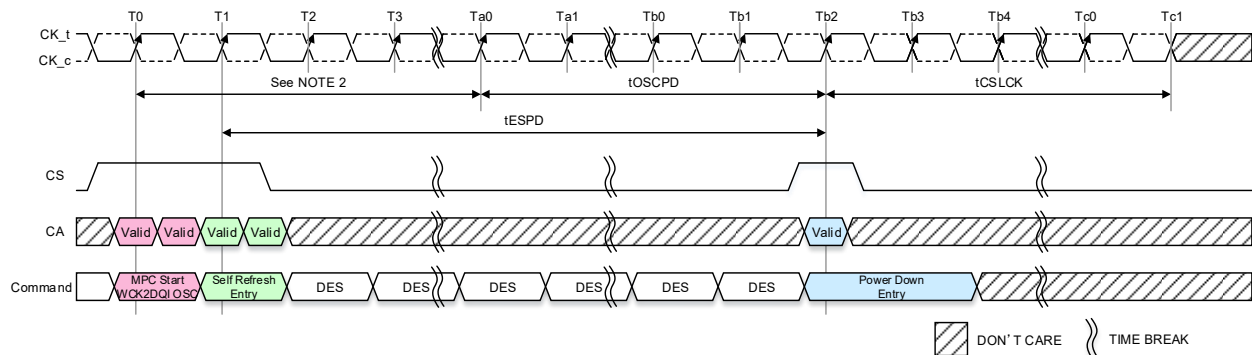 T0 T1 T2 T3 Ta0 Ta1 Tb0 Tb1 Tb2 Tb3 Tb4 Tc0 Tc1
CK_t
CK_c
See NOTE 2 tOSCPD tCSLCK
tESPD
CS
CA Valid Valid Valid Valid Valid
Command MPC Start WCK2DQI OSC Self Refresh Entry DES DES DES DES DES DES Power Down Entry
DON'T CARE TIME BREAK